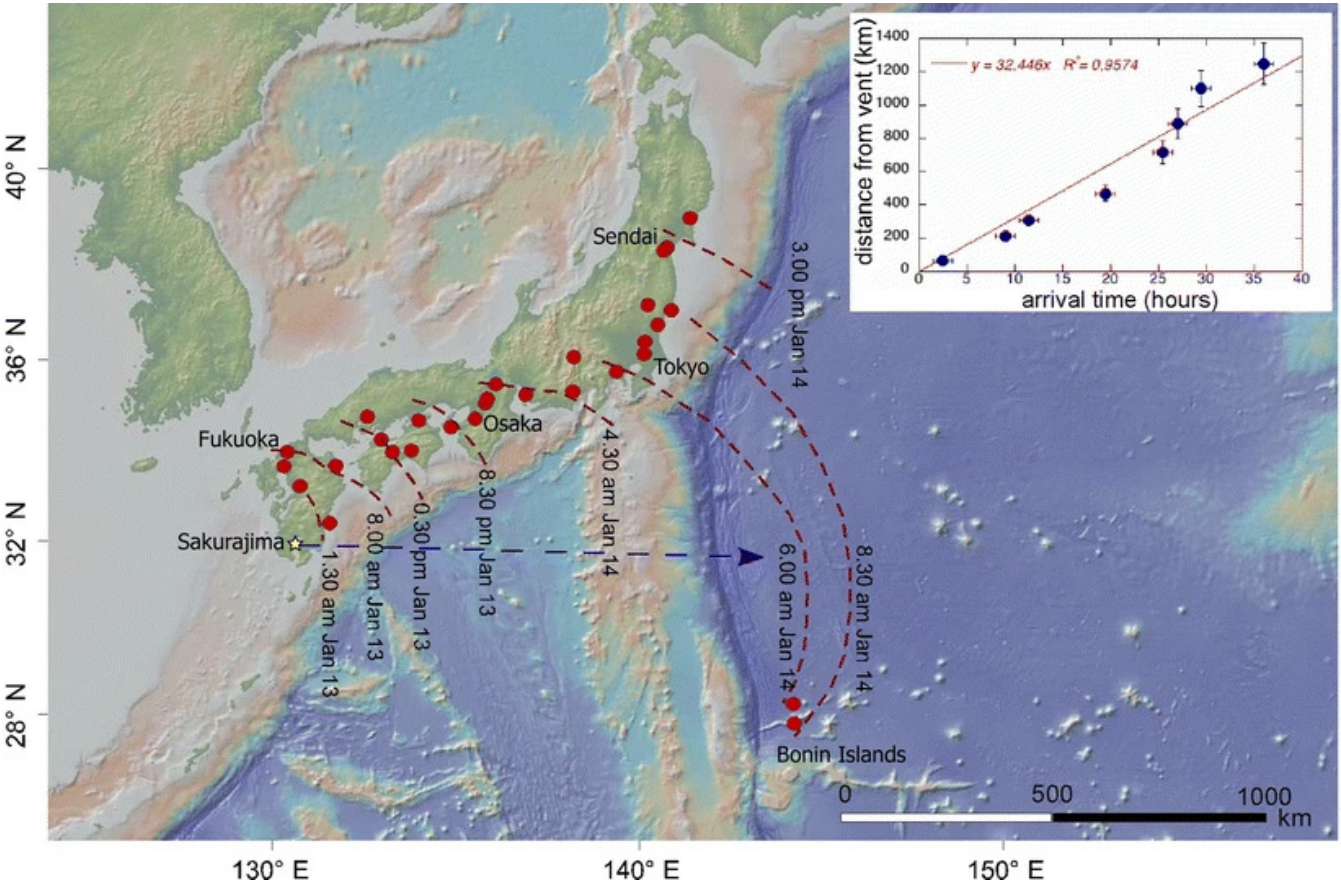 distance from vent (km)
1400
1200
1000
800
600
400
200
0
y = 32,446x R² = 0,9574
0 5 10 15 20 25 30 35 40
arrival time (hours)
40° N
36° N
32° N
28° N
Sendai
Tokyo
Osaka
Fukuoka
Sakurajima
1.30 am Jan 13
8.00 am Jan 13
0.30 pm Jan 13
8.30 pm Jan 13
4.30 am Jan 14
6.00 am Jan 14
8.30 am Jan 14
3.00 pm Jan 14
Bonin Islands
0 500 1000
km
130° E 140° E 150° E